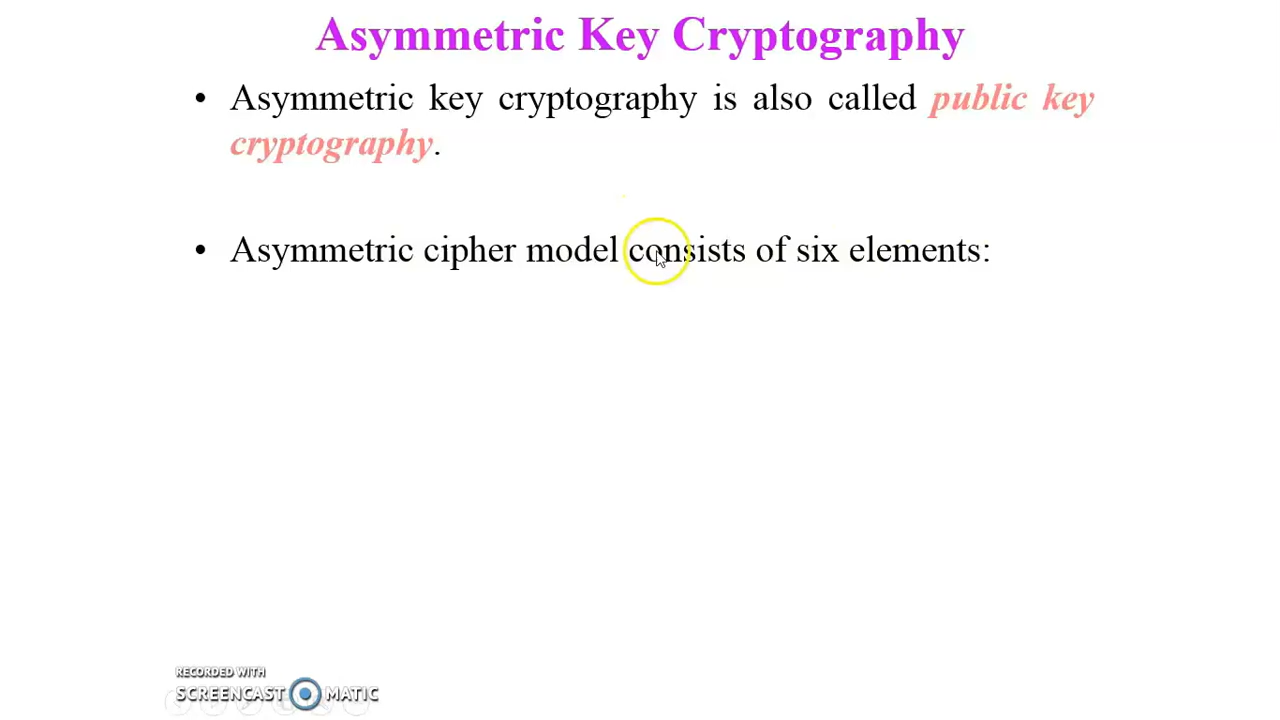 Asymmetric Key Cryptography
• Asymmetric key cryptography is also called public key
cryptography.
• Asymmetric cipher model consists of six elements:
RECORDED WITH
SCREENCAST MATIC